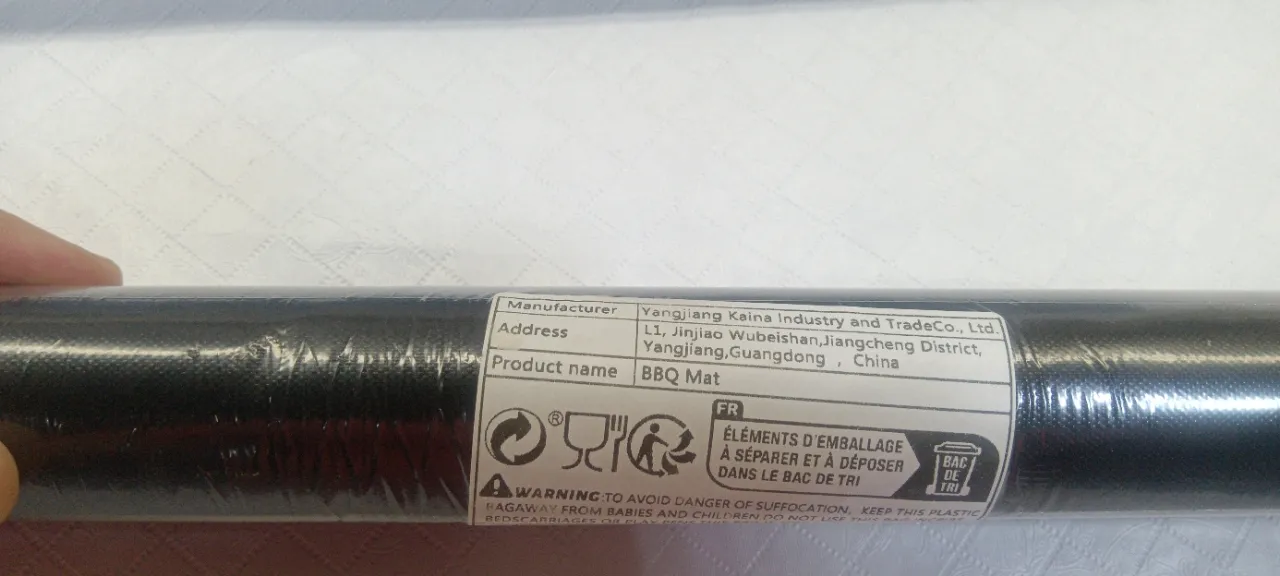 Manufacturer Yangjiang Kaina Industry and TradeCo., Ltd.
Address L1, Jinjiao Wubeishan,Jiangcheng District,
Yangjiang,Guangdong , China
Product name BBQ Mat
®
FR
ÉLÉMENTS D'EMBALLAGE
À SÉPARER ET À DÉPOSER
DANS LE BAC DE TRI
BAC
DE
TRI
WARNING:TO AVOID DANGER OF SUFFOCATION, KEEP THIS PLASTIC
BAGAWAY FROM BABIES AND CHILDREN DO NOT USE THIS BAG IN